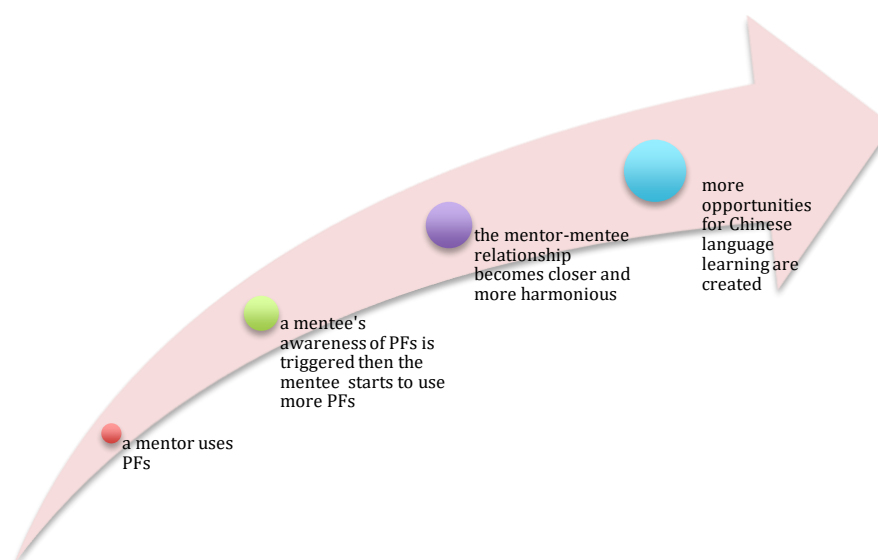 a mentor uses
PFs
a mentee's
awareness of PFs is
triggered then the
mentee starts to use
more PFs
the mentor-mentee
relationship
becomes closer and
more harmonious
more
opportunities
for Chinese
language
learning are
created